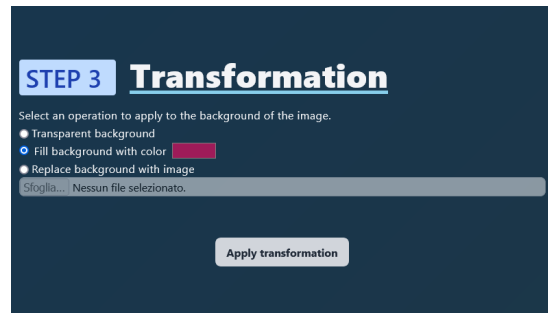 STEP 3 Transformation
Select an operation to apply to the background of the image.
Transparent background
Fill background with color
Replace background with image
Sfoglia... Nessun file selezionato.
Apply transformation